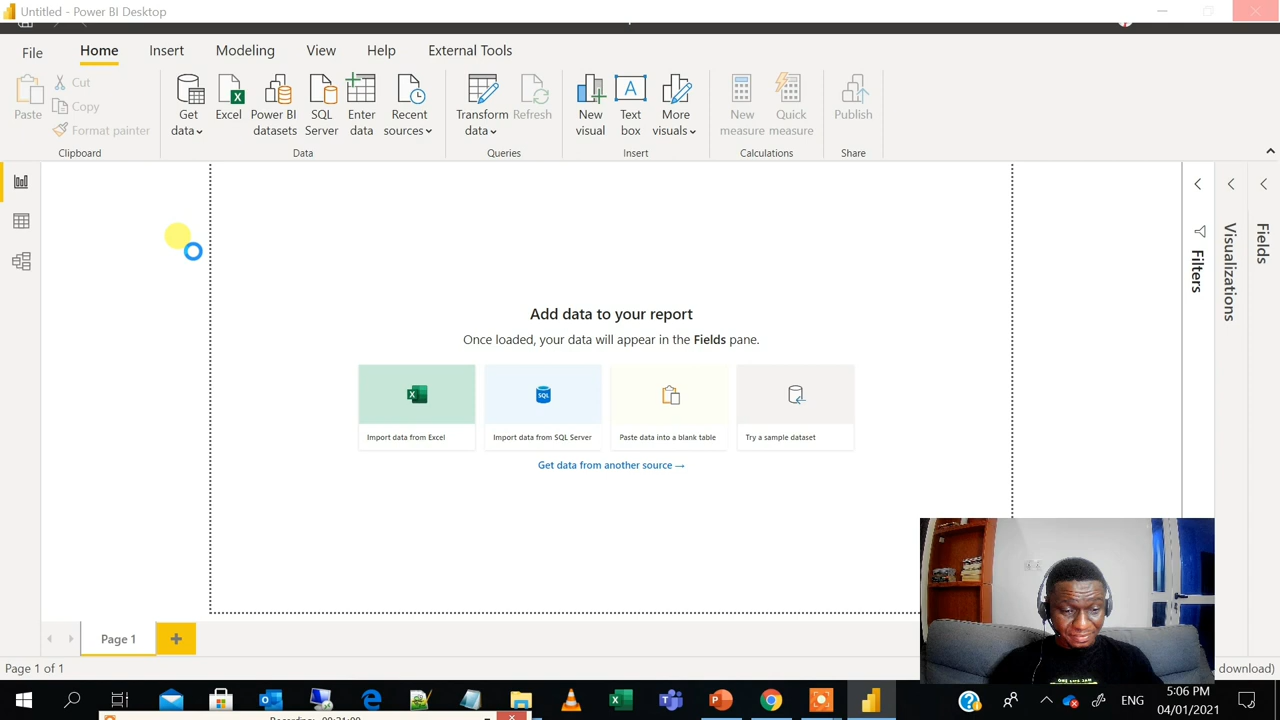 Untitled - Power BI Desktop
File
Home
Insert
Modeling
View
Help
External Tools
Paste
Cut
Copy
Format painter
Clipboard
Get
data
Excel
Power BI
datasets
SQL
Server
Enter
data
Recent
sources
Data
Transform
data
Refresh
Queries
New
visual
Text
box
More
visuals
Insert
New
measure
Quick
measure
Calculations
Publish
Share
Filters
Visualizations
Fields
Add data to your report
Once loaded, your data will appear in the Fields pane.
SQL
Import data from Excel
Import data from SQL Server
Paste data into a blank table
Try a sample dataset
Get data from another source →
Page 1
Page 1 of 1
download)
ENG
5:06 PM
04/01/2021